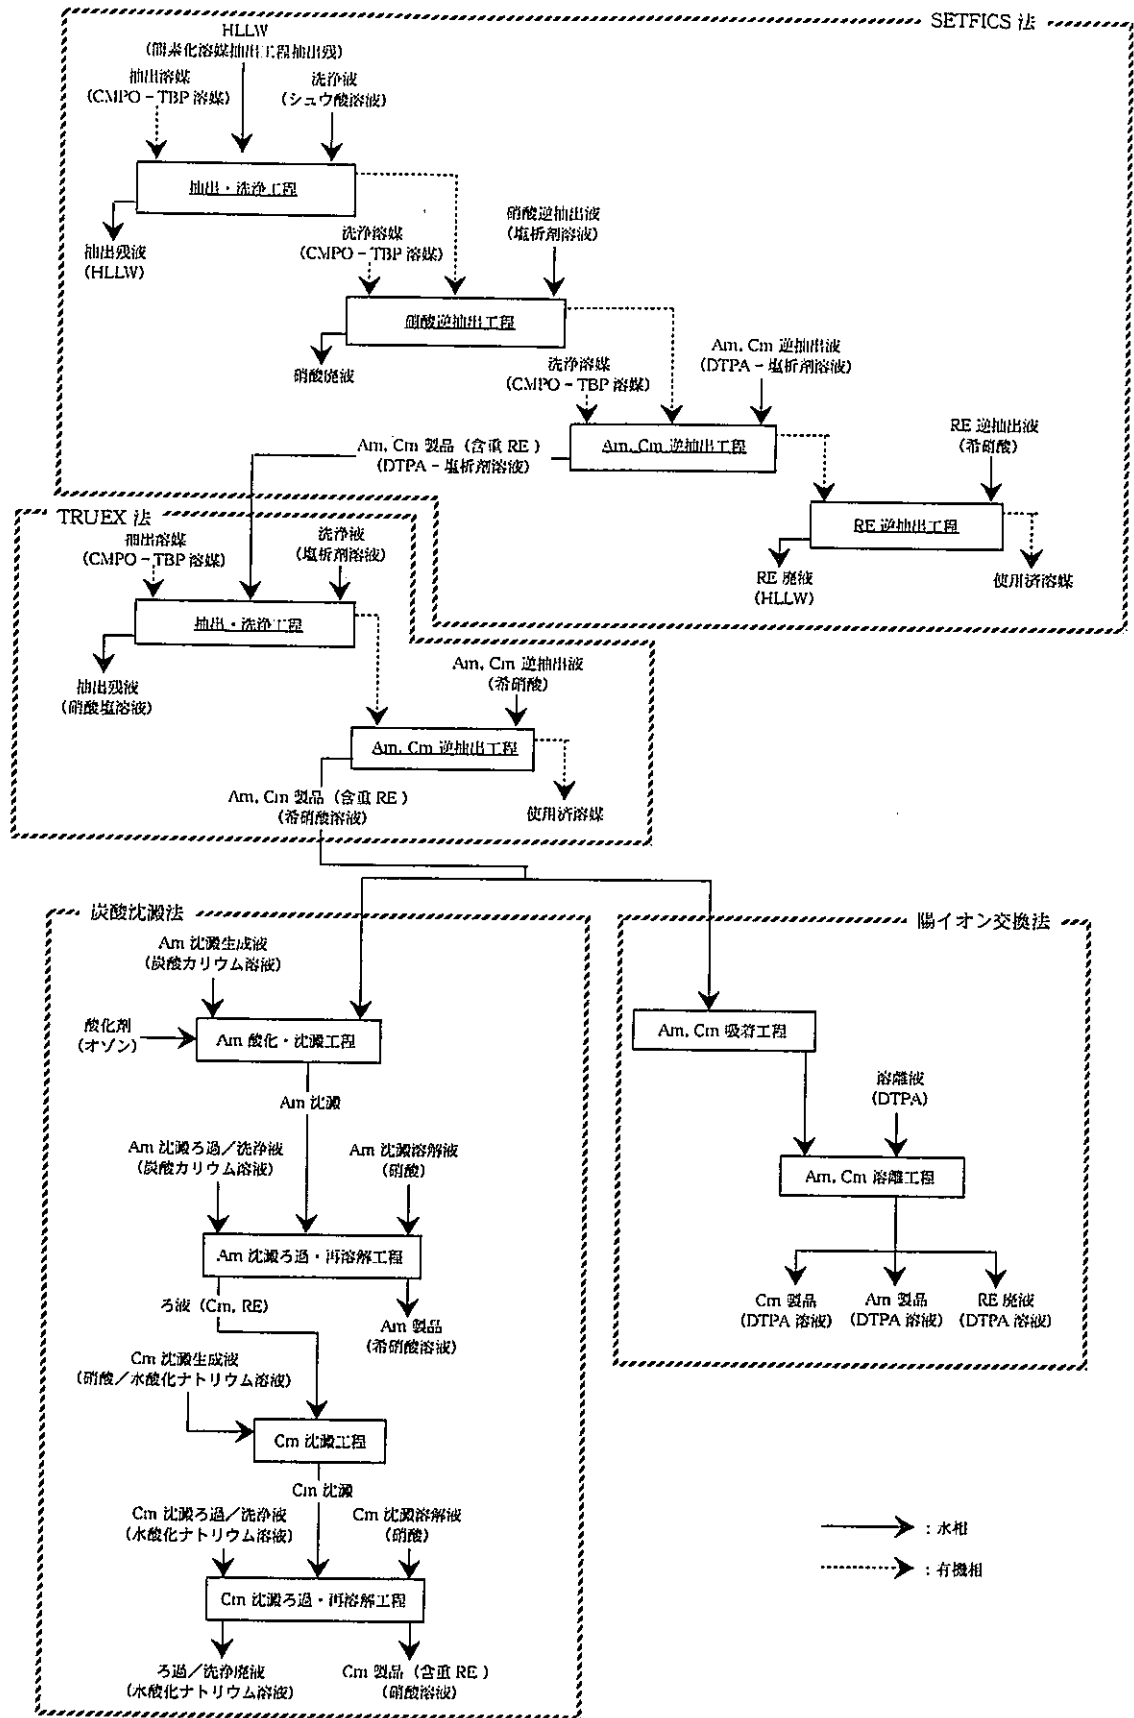 SETFICS 法
HLLW
(簡素化溶媒抽出工程抽出残)
抽出溶媒
(CMPO－TBP 溶媒)
洗浄液
(シュウ酸溶液)
抽出・洗浄工程
抽出残液
(HLLW)
洗浄溶媒
(CMPO－TBP 溶媒)
硝酸逆抽出液
(塩析剤溶液)
硝酸逆抽出工程
硝酸廃液
洗浄溶媒
(CMPO－TBP 溶媒)
Am, Cm 逆抽出液
(DTPA－塩析剤溶液)
Am, Cm 逆抽出工程
Am, Cm 製品 (含重 RE )
(DTPA－塩析剤溶液)
RE 逆抽出液
(希硝酸)
RE 逆抽出工程
RE 廃液
(HLLW)
使用済溶媒
TRUEX 法
抽出溶媒
(CMPO－TBP 溶媒)
洗浄液
(塩析剤溶液)
抽出・洗浄工程
抽出残液
(硝酸塩溶液)
Am, Cm 逆抽出液
(希硝酸)
Am, Cm 逆抽出工程
Am, Cm 製品 (含重 RE )
(希硝酸溶液)
使用済溶媒
炭酸沈澱法
Am 沈澱生成液
(炭酸カリウム溶液)
酸化剤
(オゾン)
Am 酸化・沈澱工程
Am 沈澱
Am 沈澱ろ過／洗浄液
(炭酸カリウム溶液)
Am 沈澱溶解液
(硝酸)
Am 沈澱ろ過・再溶解工程
ろ液 (Cm, RE)
Am 製品
(希硝酸溶液)
Cm 沈澱生成液
(硝酸／水酸化ナトリウム溶液)
Cm 沈澱工程
Cm 沈澱
Cm 沈澱ろ過／洗浄液
(水酸化ナトリウム溶液)
Cm 沈澱溶解液
(硝酸)
Cm 沈澱ろ過・再溶解工程
ろ過／洗浄廃液
(水酸化ナトリウム溶液)
Cm 製品 (含重 RE )
(硝酸溶液)
陽イオン交換法
Am, Cm 吸着工程
溶離液
(DTPA)
Am, Cm 溶離工程
Cm 製品
(DTPA 溶液)
Am 製品
(DTPA 溶液)
RE 廃液
(DTPA 溶液)
：水相
：有機相